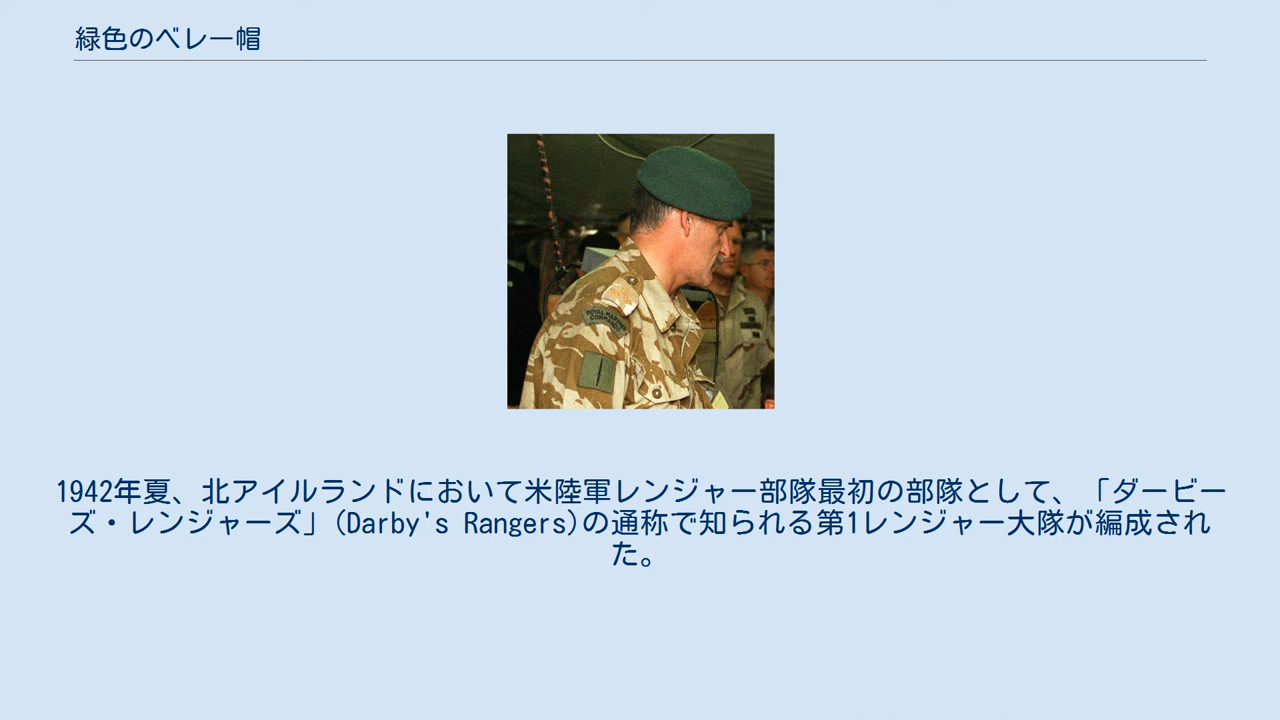 緑色のベレー帽
ROYAL MARINES
COMMANDO
1942年夏、北アイルランドにおいて米陸軍レンジャー部隊最初の部隊として、「ダービー
ズ・レンジャーズ」(Darby's Rangers)の通称で知られる第1レンジャー大隊が編成され
た。